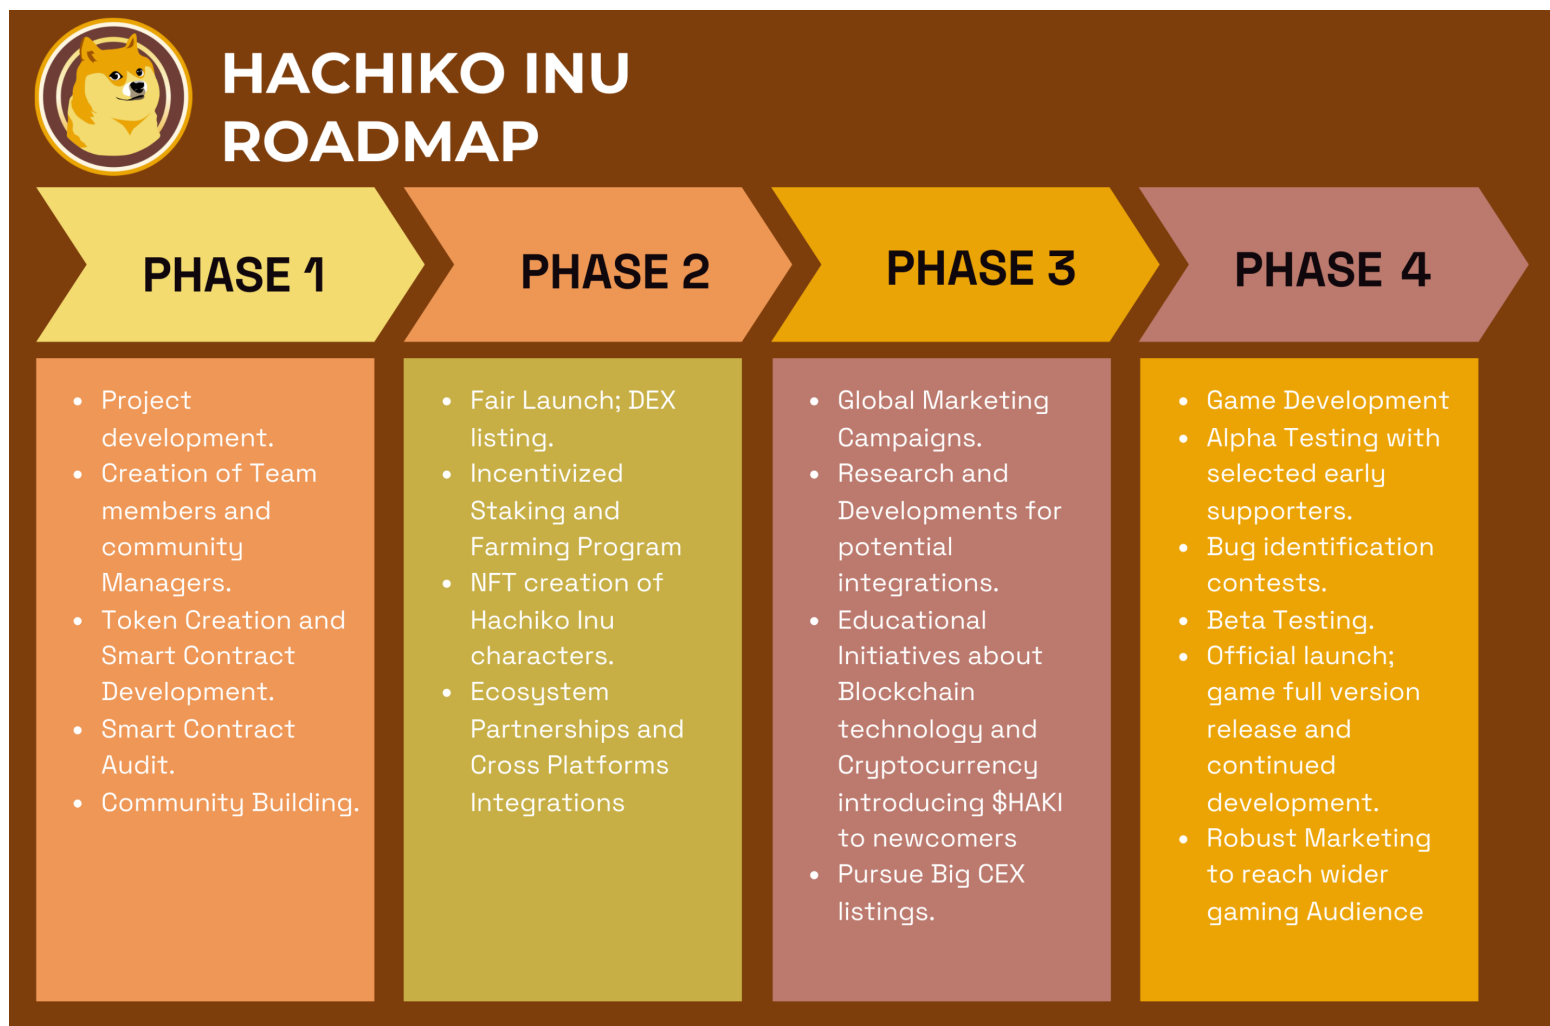 HACHIKO INU
ROADMAP
PHASE 1
• Project
development.
• Creation of Team
members and
community
Managers.
• Token Creation and
Smart Contract
Development.
• Smart Contract
Audit.
• Community Building.
PHASE 2
• Fair Launch; DEX
listing.
• Incentivized
Staking and
Farming Program
• NFT creation of
Hachiko Inu
characters.
• Ecosystem
Partnerships and
Cross Platforms
Integrations
PHASE 3
• Global Marketing
Campaigns.
• Research and
Developments for
potential
integrations.
• Educational
Initiatives about
Blockchain
technology and
Cryptocurrency
introducing $HAKI
to newcomers
• Pursue Big CEX
listings.
PHASE 4
• Game Development
• Alpha Testing with
selected early
supporters.
• Bug identification
contests.
• Beta Testing.
• Official launch;
game full version
release and
continued
development.
• Robust Marketing
to reach wider
gaming Audience